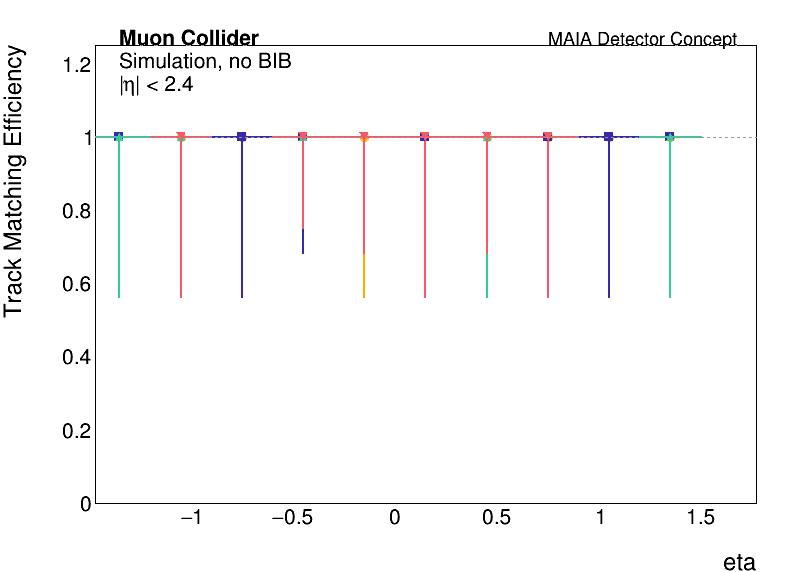 Muon Collider
MAIA Detector Concept
Simulation, no BIB
|η| < 2.4
Track Matching Efficiency
1.2
1
0.8
0.6
0.4
0.2
0
−1
−0.5
0
0.5
1
1.5
eta